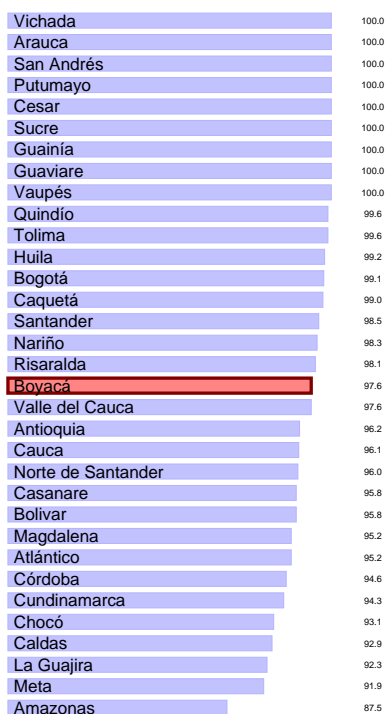 Vichada 100.0
Arauca 100.0
San Andrés 100.0
Putumayo 100.0
Cesar 100.0
Sucre 100.0
Guainía 100.0
Guaviare 100.0
Vaupés 100.0
Quindío 99.6
Tolima 99.6
Huila 99.2
Bogotá 99.1
Caquetá 99.0
Santander 98.5
Nariño 98.3
Risaralda 98.1
Boyacá 97.6
Valle del Cauca 97.6
Antioquia 96.2
Cauca 96.1
Norte de Santander 96.0
Casanare 95.8
Bolivar 95.8
Magdalena 95.2
Atlántico 95.2
Córdoba 94.6
Cundinamarca 94.3
Chocó 93.1
Caldas 92.9
La Guajira 92.3
Meta 91.9
Amazonas 87.5